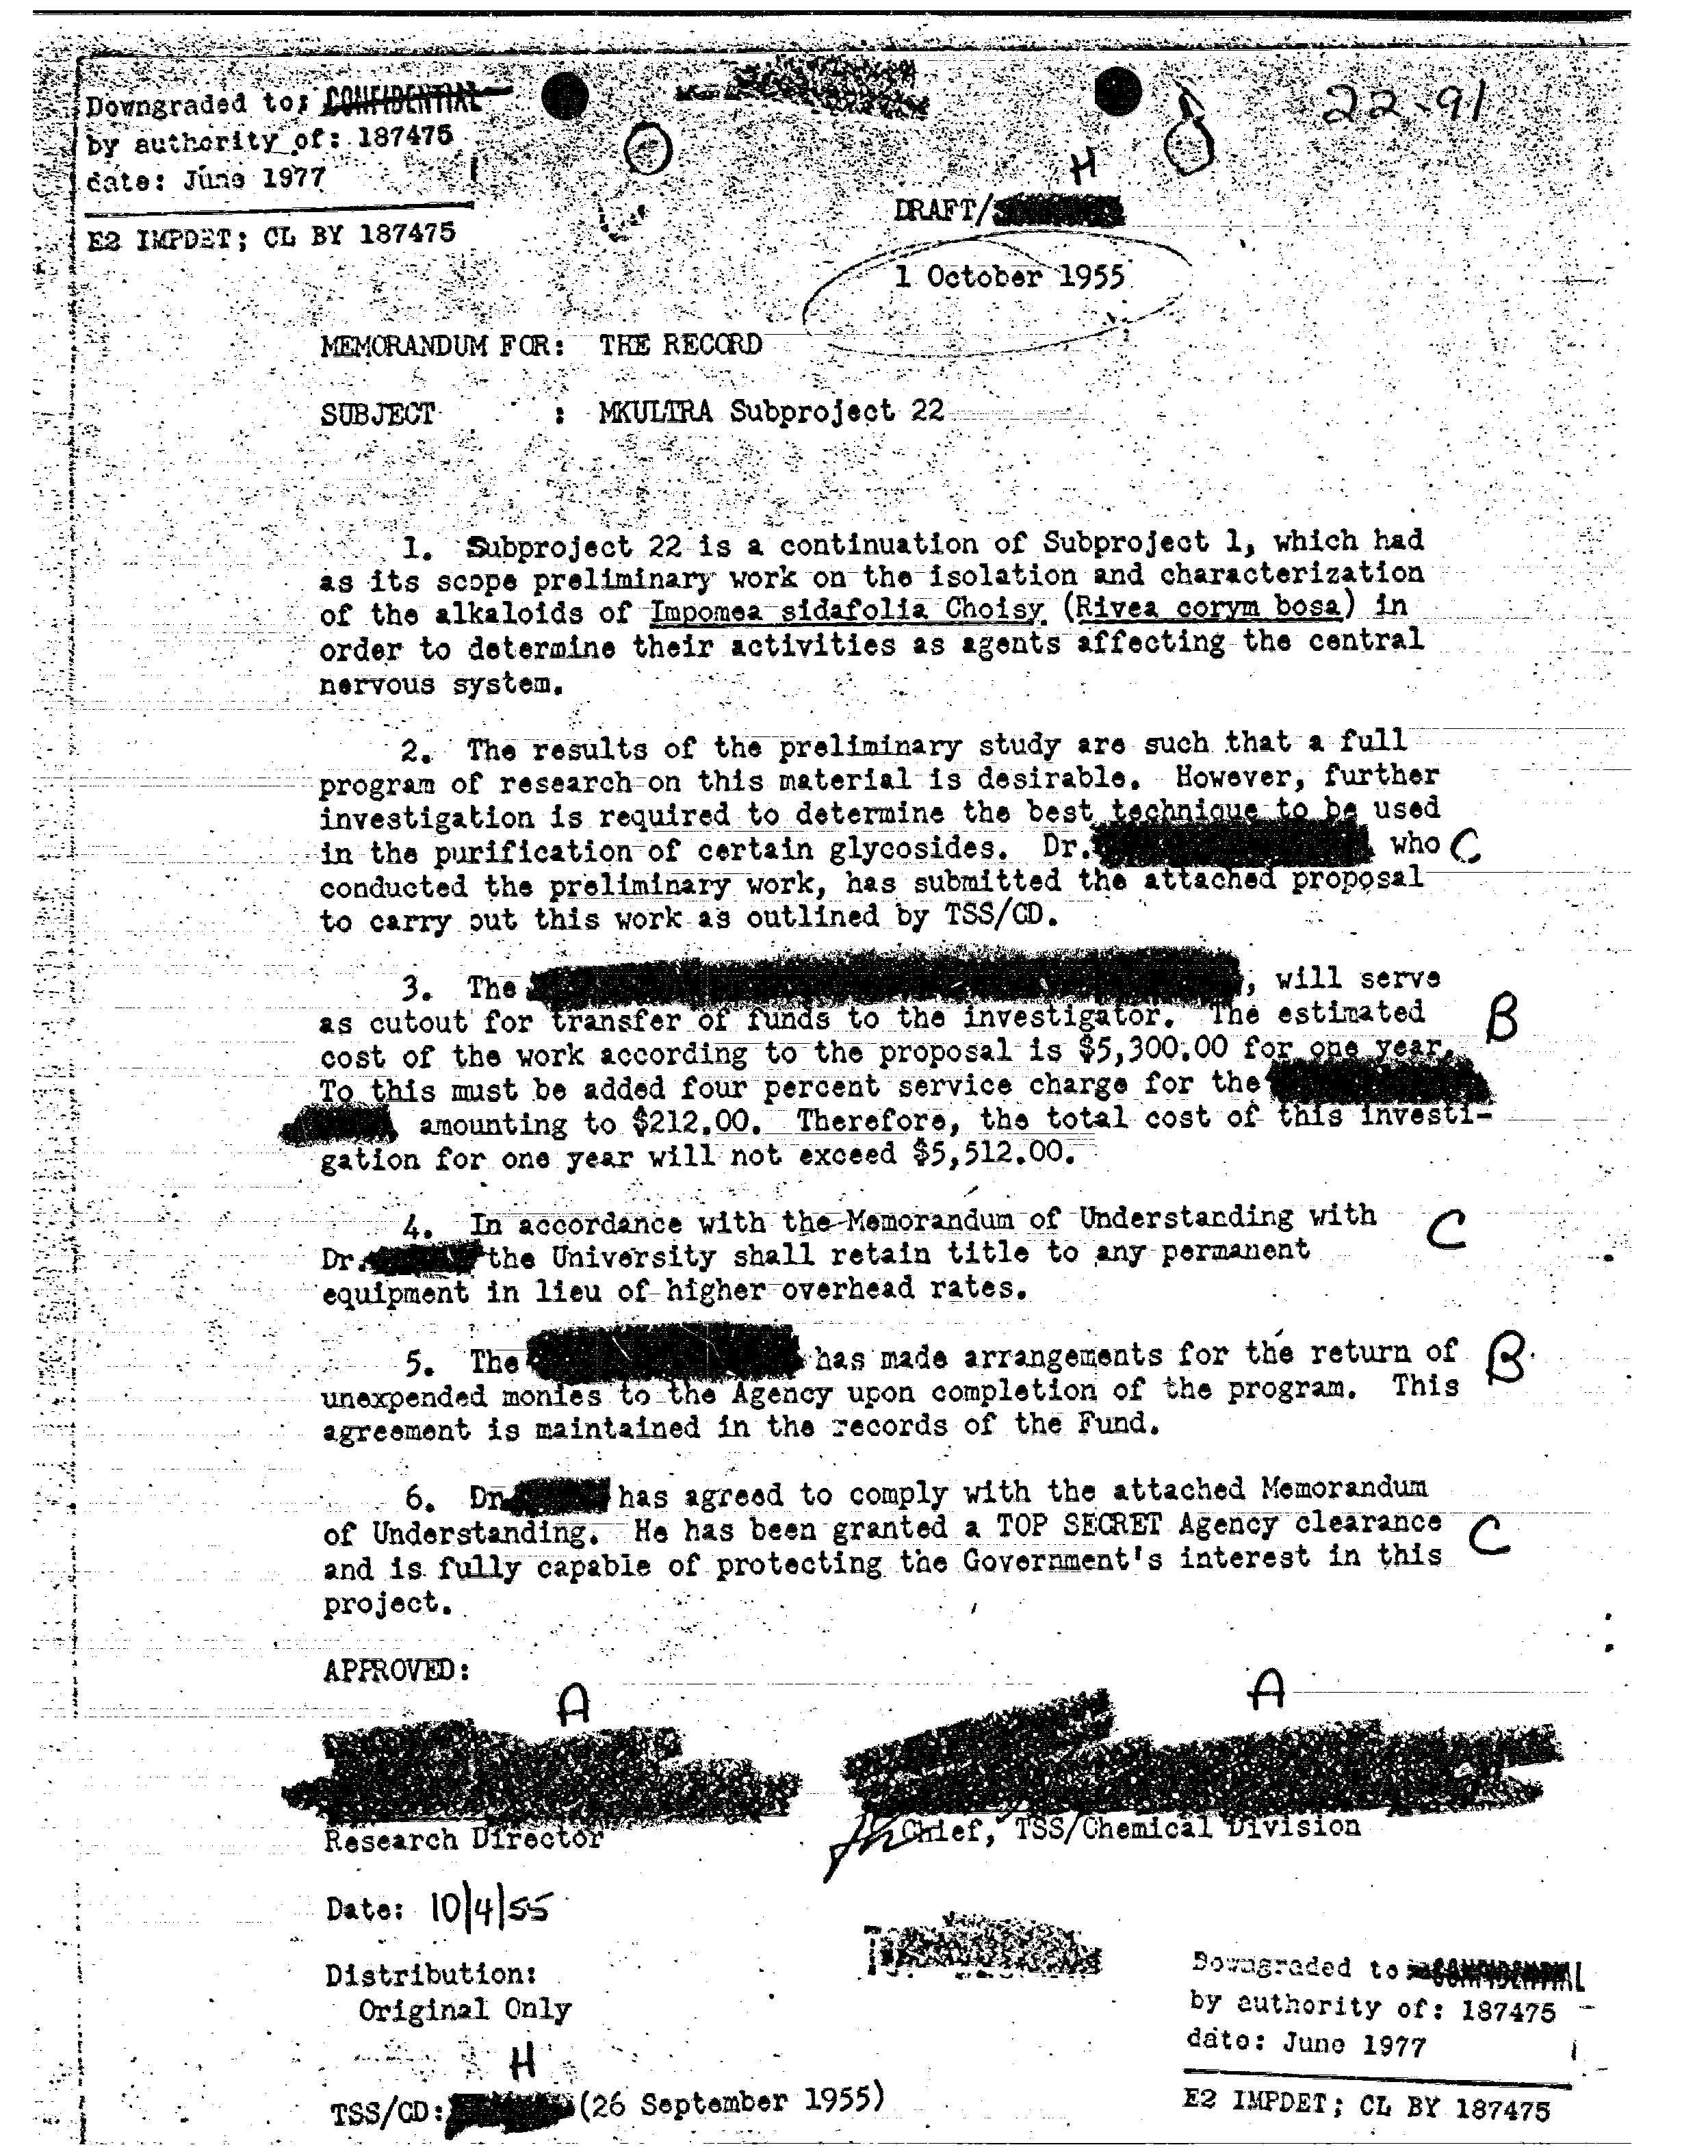 Downgraded to: CONFIDENTIAL
by authority of: 187475
date: June 1977
E2 IMPDET; CL BY 187475
22-91
H
DRAFT/
1 October 1955
MEMORANDUM FOR: THE RECORD
SUBJECT : MKULTRA Subproject 22
1. Subproject 22 is a continuation of Subproject 1, which had
as its scope preliminary work on the isolation and characterization
of the alkaloids of Impomea sidafolia Choisy (Rivea corym bosa) in
order to determine their activities as agents affecting the central
nervous system.
2. The results of the preliminary study are such that a full
program of research on this material is desirable. However, further
investigation is required to determine the best technique to be used
in the purification of certain glycosides. Dr. who C
conducted the preliminary work, has submitted the attached proposal
to carry out this work as outlined by TSS/CD.
3. The , will serve
as cutout for transfer of funds to the investigator. The estimated B
cost of the work according to the proposal is $5,300.00 for one year.
To this must be added four percent service charge for the
amounting to $212.00. Therefore, the total cost of this investi-
gation for one year will not exceed $5,512.00.
4. In accordance with the Memorandum of Understanding with C
Dr. the University shall retain title to any permanent
equipment in lieu of higher overhead rates.
5. The has made arrangements for the return of B
unexpended monies to the Agency upon completion of the program. This
agreement is maintained in the records of the Fund.
6. Dr. has agreed to comply with the attached Memorandum
of Understanding. He has been granted a TOP SECRET Agency clearance C
and is fully capable of protecting the Government's interest in this
project.
APPROVED:
A A
Research Director
for Chief, TSS/Chemical Division
Date: 10/4/55
Distribution:
Original Only
H
TSS/CD: (26 September 1955)
Downgraded to: CONFIDENTIAL
by authority of: 187475
date: June 1977
E2 IMPDET; CL BY 187475